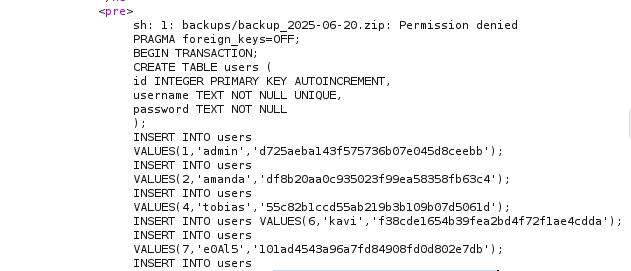 <pre>
sh: 1: backups/backup_2025-06-20.zip: Permission denied
PRAGMA foreign_keys=OFF;
BEGIN TRANSACTION;
CREATE TABLE users (
id INTEGER PRIMARY KEY AUTOINCREMENT,
username TEXT NOT NULL UNIQUE,
password TEXT NOT NULL
);
INSERT INTO users
VALUES(1,'admin','d725aeba143f575736b07e045d8ceebb');
INSERT INTO users
VALUES(2,'amanda','df8b20aa0c935023f99ea58358fb63c4');
INSERT INTO users
VALUES(4,'tobias','55c82b1ccd55ab219b3b109b07d5061d');
INSERT INTO users VALUES(6,'kavi','f38cde1654b39fea2bd4f72f1ae4cdda');
INSERT INTO users
VALUES(7,'e0Al5','101ad4543a96a7fd84908fd0d802e7db');
INSERT INTO users